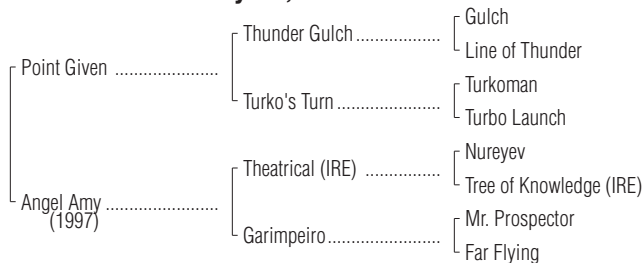 Gulch
Thunder Gulch ..................
Line of Thunder
Point Given ......................
Turkoman
Turko's Turn ......................
Turbo Launch
Nureyev
Theatrical (IRE) ................
Tree of Knowledge (IRE)
Angel Amy ........................
(1997)
Mr. Prospector
Garimpeiro ........................
Far Flying